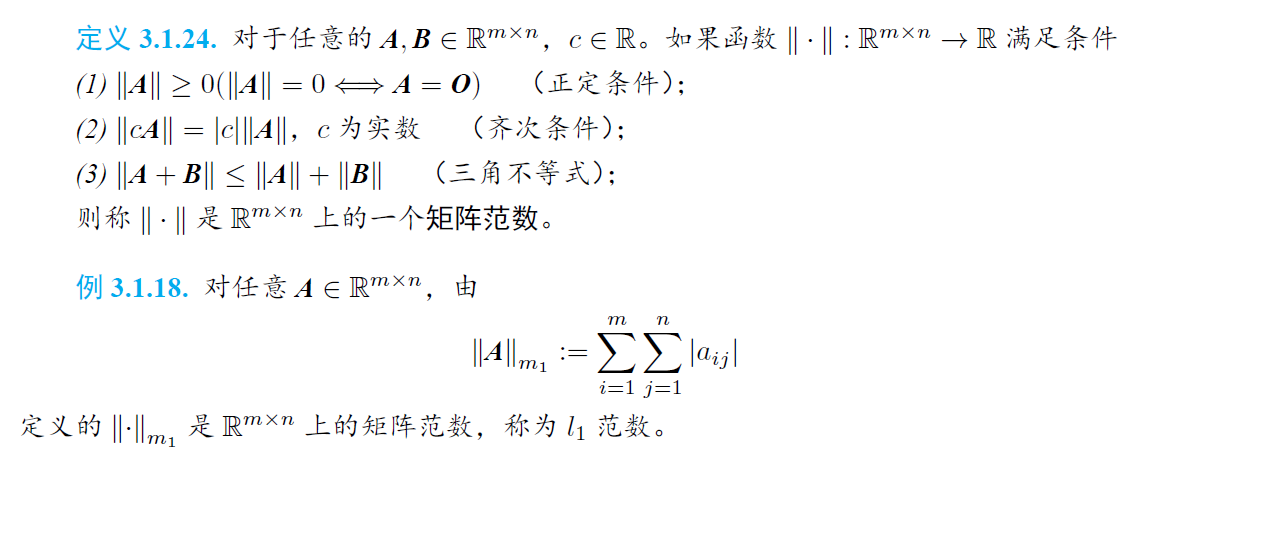 定义 3.1.24. 对于任意的 A, B ∈ ℝ^{m×n}，c ∈ ℝ。如果函数 ‖ · ‖ : ℝ^{m×n} → ℝ 满足条件
(1) ‖A‖ ≥ 0(‖A‖ = 0 ⟺ A = O) （正定条件）；
(2) ‖cA‖ = |c|‖A‖，c 为实数 （齐次条件）；
(3) ‖A + B‖ ≤ ‖A‖ + ‖B‖ （三角不等式）；
则称 ‖ · ‖ 是 ℝ^{m×n} 上的一个矩阵范数。
例 3.1.18. 对任意 A ∈ ℝ^{m×n}，由
‖A‖_{m_1} := \sum_{i=1}^{m} \sum_{j=1}^{n} |a_{ij}|
定义的 ‖·‖_{m_1} 是 ℝ^{m×n} 上的矩阵范数，称为 l_1 范数。